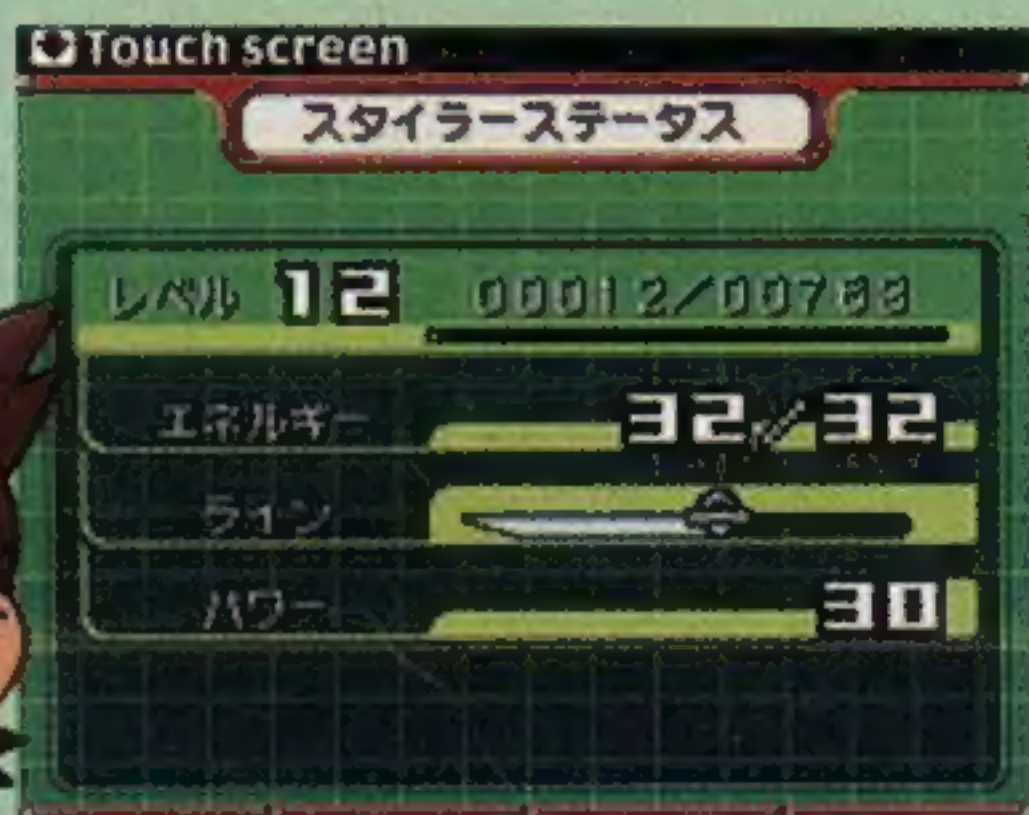 Touch screen
スタイラーステータス
レベル 12 00012/00700
エネルギー 32/32
ライン
パワー 30